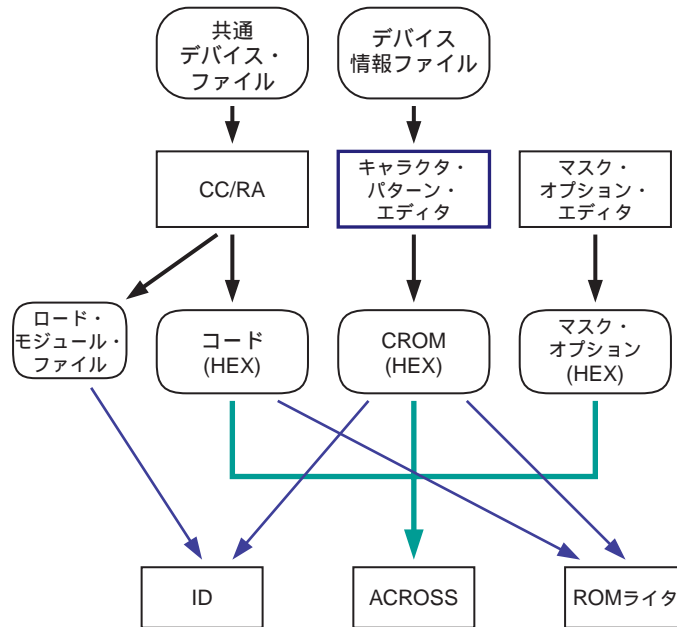 共通
デバイス・
ファイル
デバイス
情報ファイル
CC/RA
キャラクタ・
パターン・
エディタ
マスク・
オプション・
エディタ
ロード・
モジュール・
ファイル
コード
(HEX)
CROM
(HEX)
マスク・
オプション
(HEX)
ID
ACROSS
ROMライタ